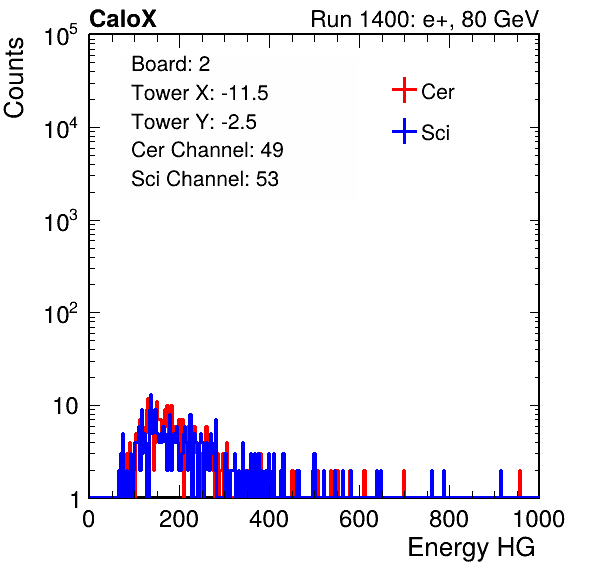 CaloX Run 1400: e+, 80 GeV
Counts
Board: 2
Tower X: -11.5
Tower Y: -2.5
Cer Channel: 49
Sci Channel: 53
Cer
Sci
10^5
10^4
10^3
10^2
10
1
0 200 400 600 800 1000
Energy HG